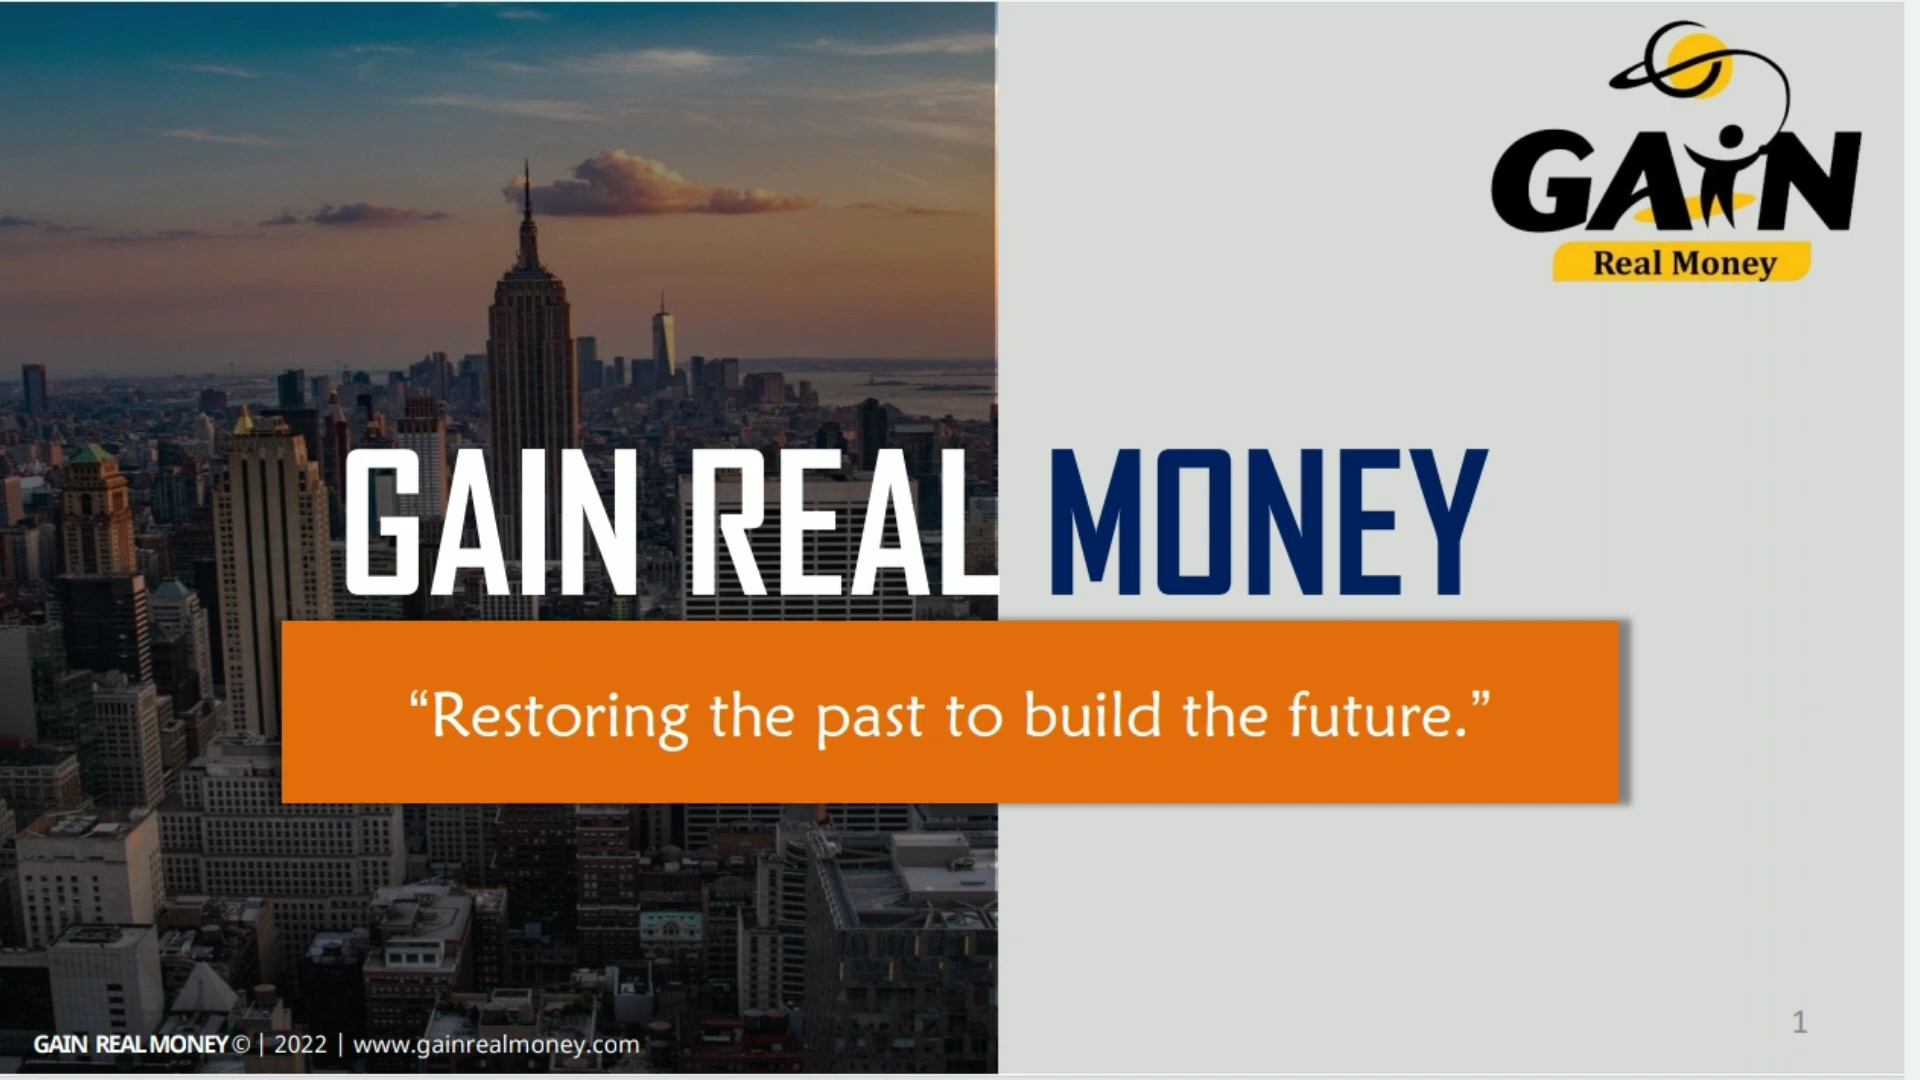 GAIN
Real Money
GAIN REAL MONEY
“Restoring the past to build the future.”
GAIN REAL MONEY © | 2022 | www.gainrealmoney.com
1